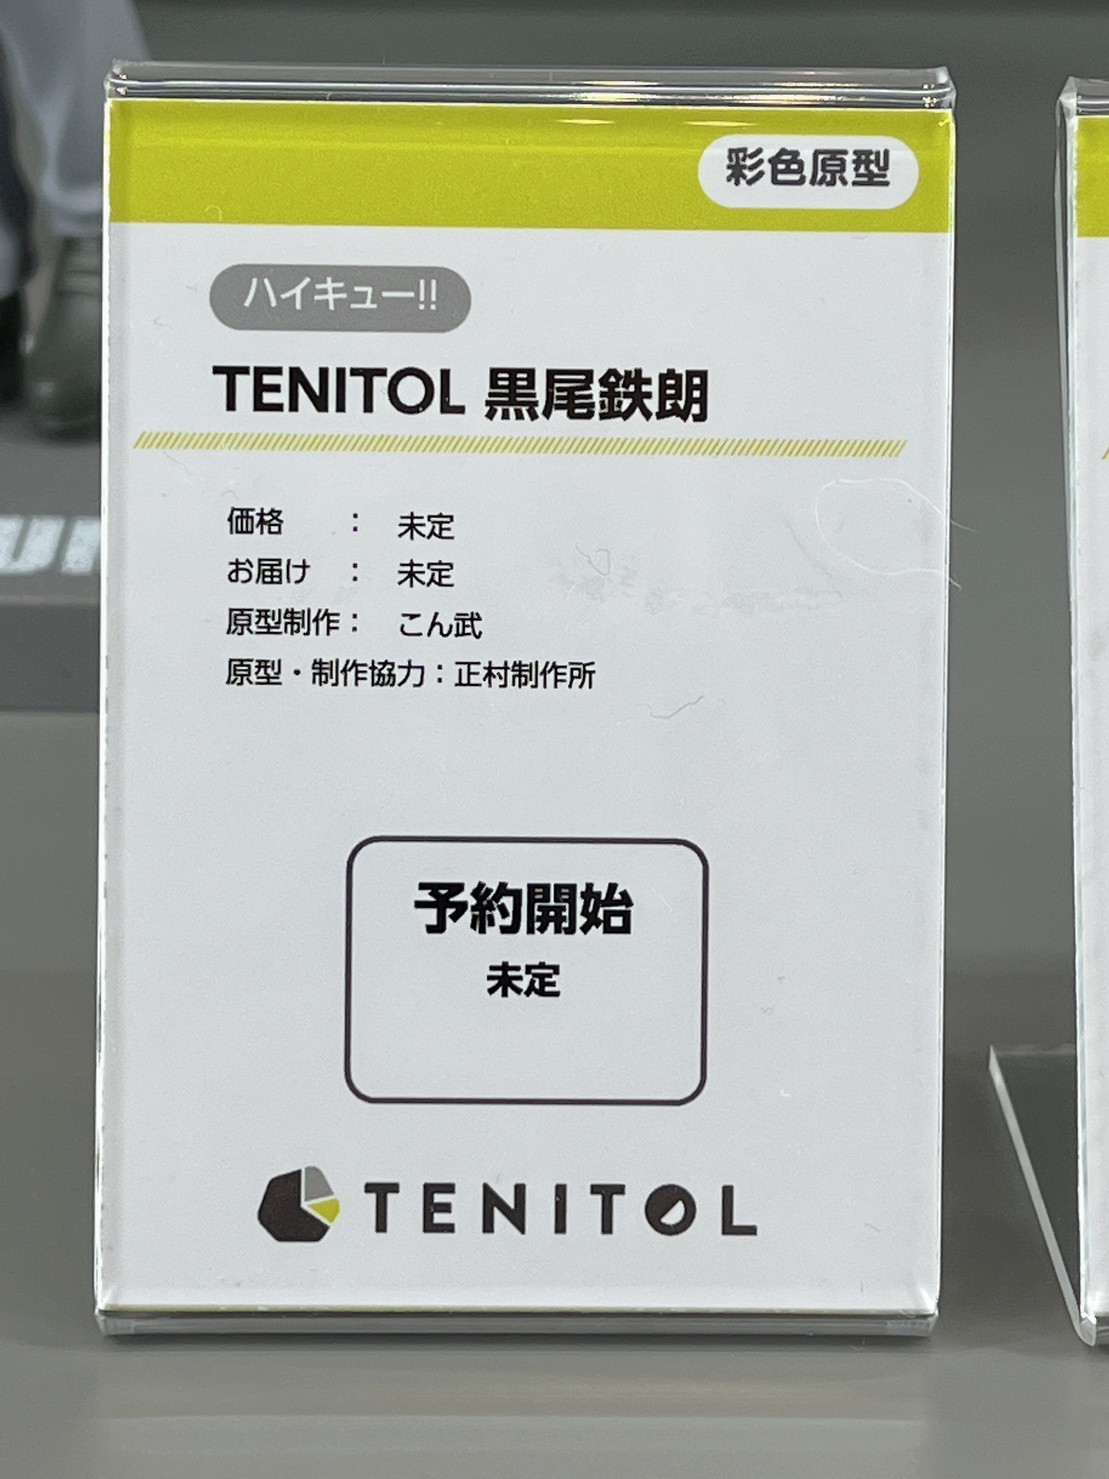 彩色原型
ハイキュー!!
TENITOL 黒尾鉄朗
価格 : 未定
お届け : 未定
原型制作: こん武
原型・制作協力:正村制作所
予約開始
未定
TENITOL